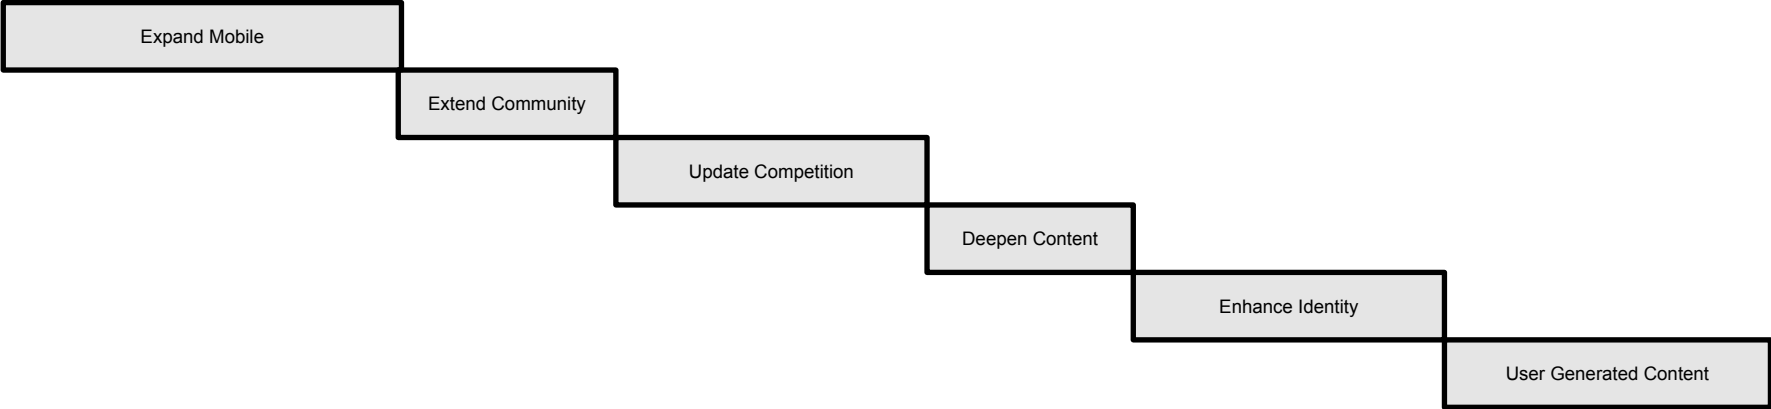 Expand Mobile
Extend Community
Update Competition
Deepen Content
Enhance Identity
User Generated Content